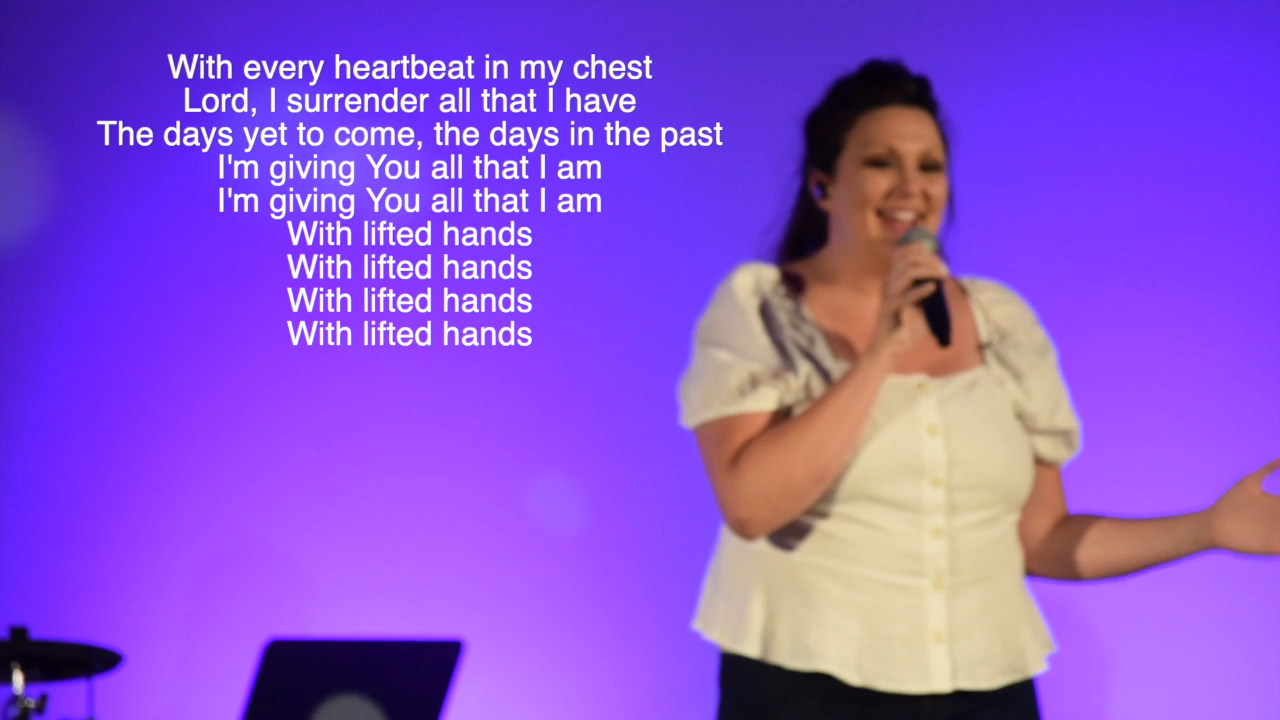 With every heartbeat in my chest
Lord, I surrender all that I have
The days yet to come, the days in the past
I'm giving You all that I am
I'm giving You all that I am
With lifted hands
With lifted hands
With lifted hands
With lifted hands